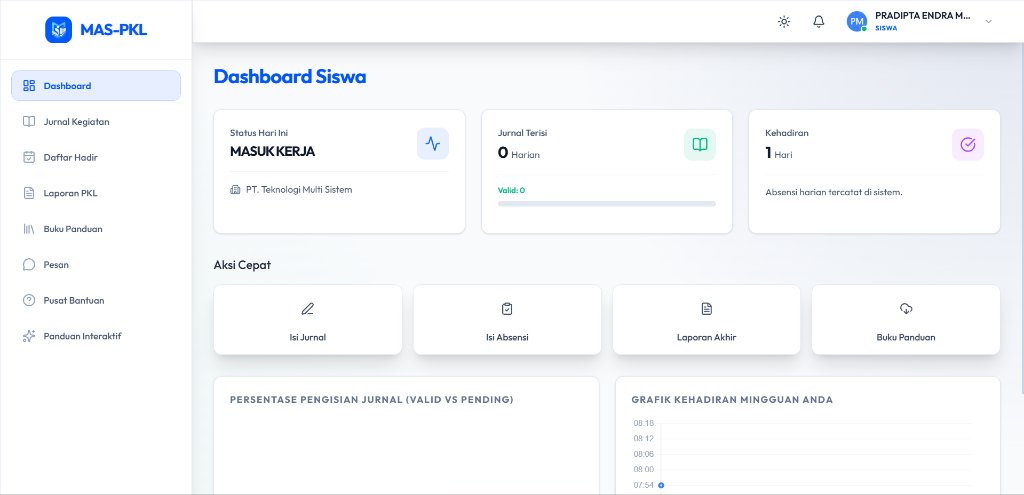 MAS-PKL
PM
PRADIPTA ENDRA M...
SISWA
Dashboard
Jurnal Kegiatan
Daftar Hadir
Laporan PKL
Buku Panduan
Pesan
Pusat Bantuan
Panduan Interaktif
Dashboard Siswa
Status Hari Ini
MASUK KERJA
PT. Teknologi Multi Sistem
Jurnal Terisi
0 Harian
Valid: 0
Kehadiran
1 Hari
Absensi harian tercatat di sistem.
Aksi Cepat
Isi Jurnal
Isi Absensi
Laporan Akhir
Buku Panduan
PERSENTASE PENGISIAN JURNAL (VALID VS PENDING)
GRAFIK KEHADIRAN MINGGUAN ANDA
08:18
08:12
08:06
08:00
07:54